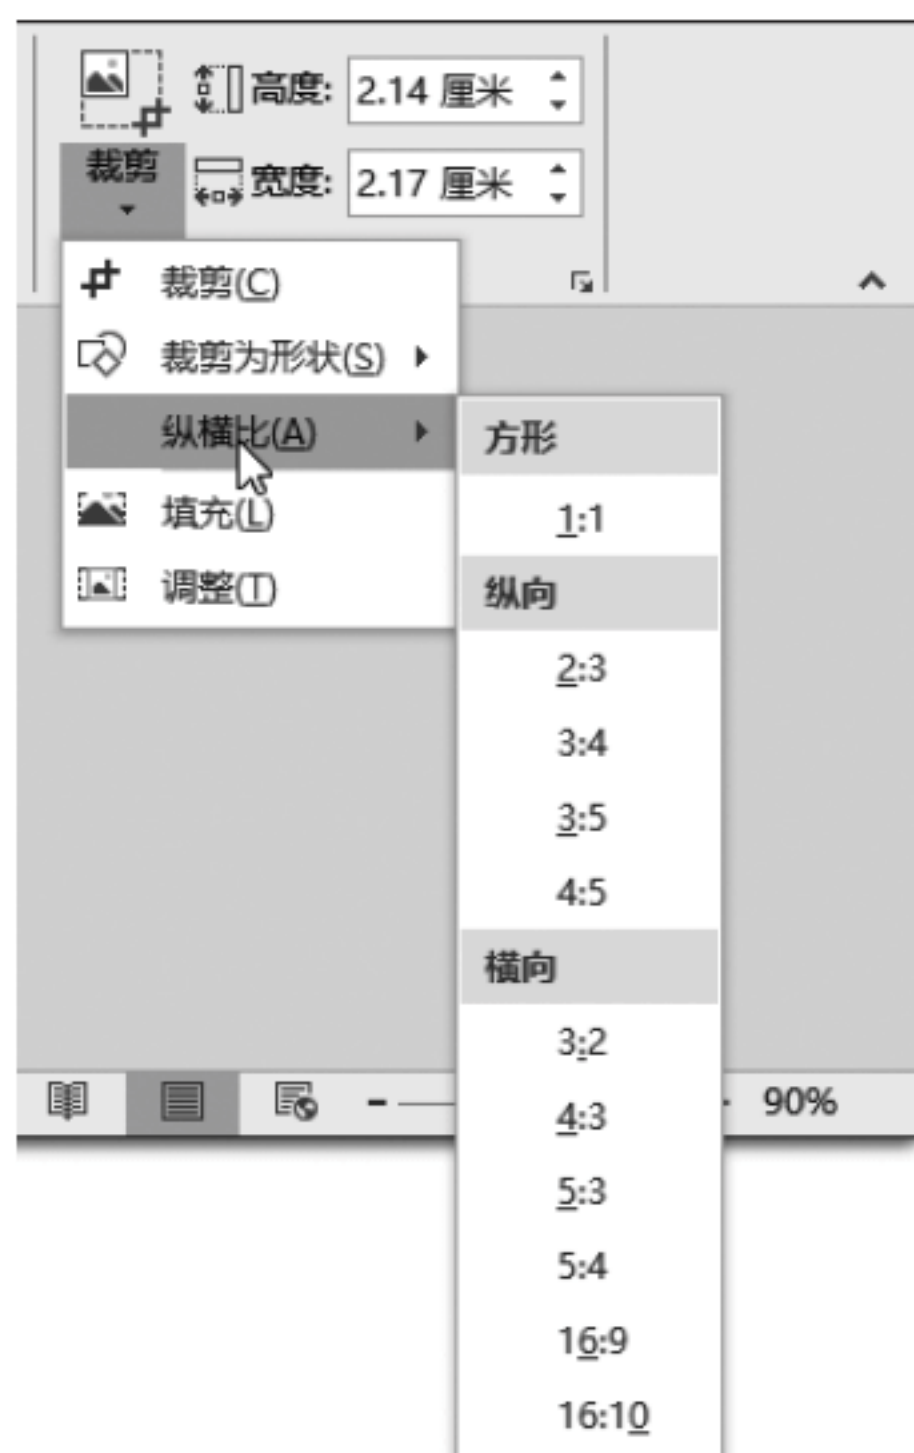 高度: 2.14 厘米
裁剪
宽度: 2.17 厘米
裁剪(C)
裁剪为形状(S)
纵横比(A)
填充(L)
调整(T)
方形
1:1
纵向
2:3
3:4
3:5
4:5
横向
3:2
4:3
5:3
5:4
16:9
16:10
90%